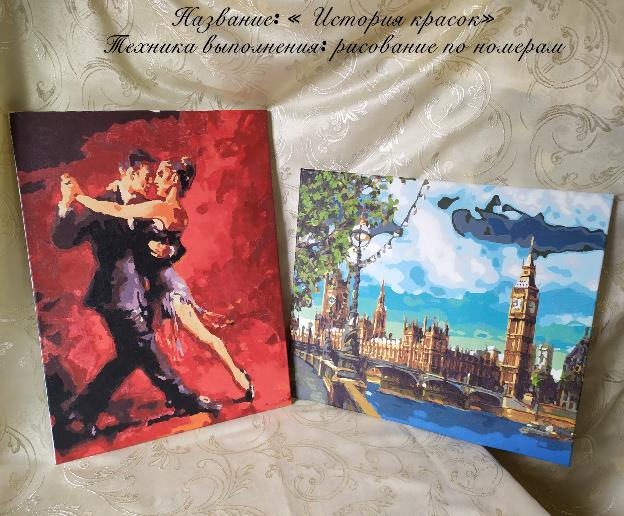 Название: « История красок»
Техника выполнения: рисование по номерам